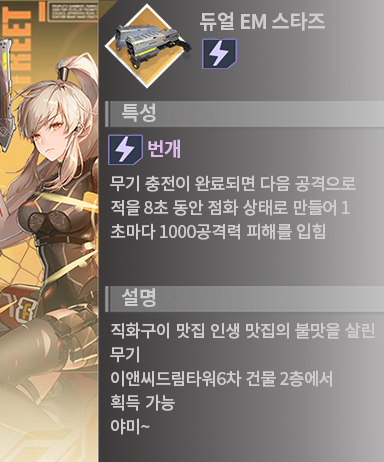 듀얼 EM 스타즈
특성
번개
무기 충전이 완료되면 다음 공격으로
적을 8초 동안 점화 상태로 만들어 1
초마다 1000공격력 피해를 입힘
설명
직화구이 맛집 인생 맛집의 불맛을 살린
무기
이앤씨드림타워6차 건물 2층에서
획득 가능
야미~